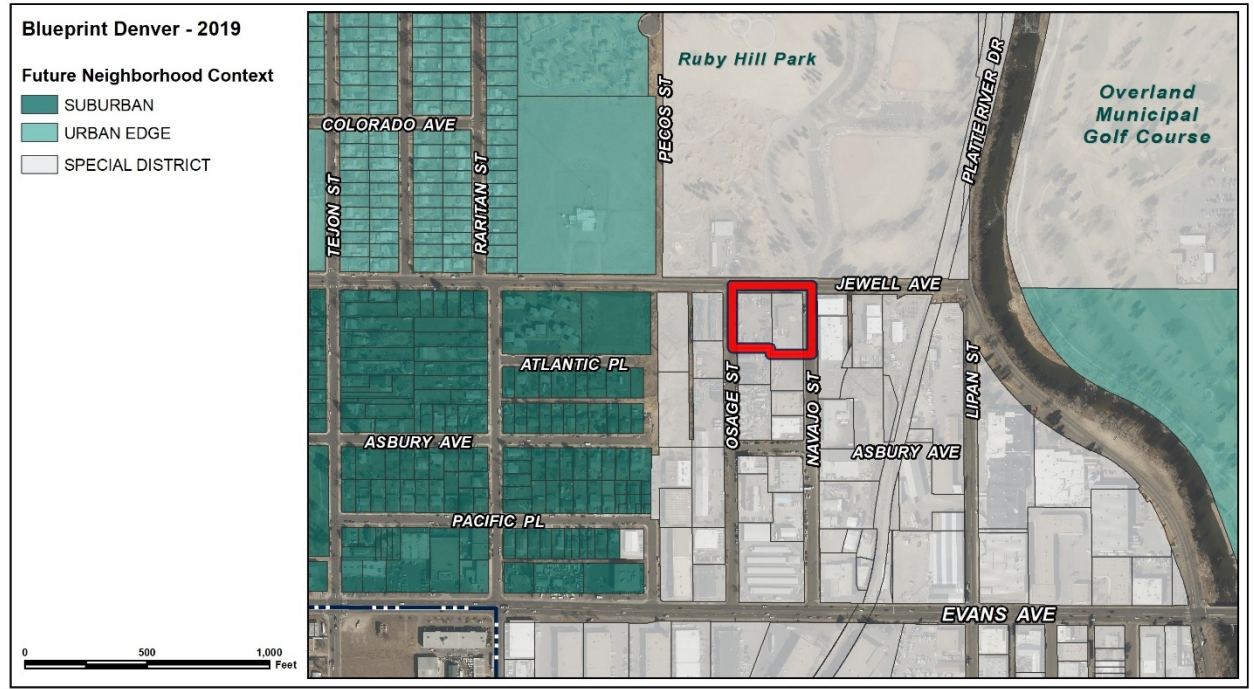 Blueprint Denver - 2019
Future Neighborhood Context
SUBURBAN
URBAN EDGE
SPECIAL DISTRICT
Ruby Hill Park
Overland
Municipal
Golf Course
PLATTE RIVER DR
PECOS ST
COLORADO AVE
RARITAN ST
TEJON ST
JEWELL AVE
ATLANTIC PL
OSAGE ST
NAVAJO ST
LIPAN ST
ASBURY AVE
ASBURY AVE
PACIFIC PL
EVANS AVE
0 500 1,000
Feet